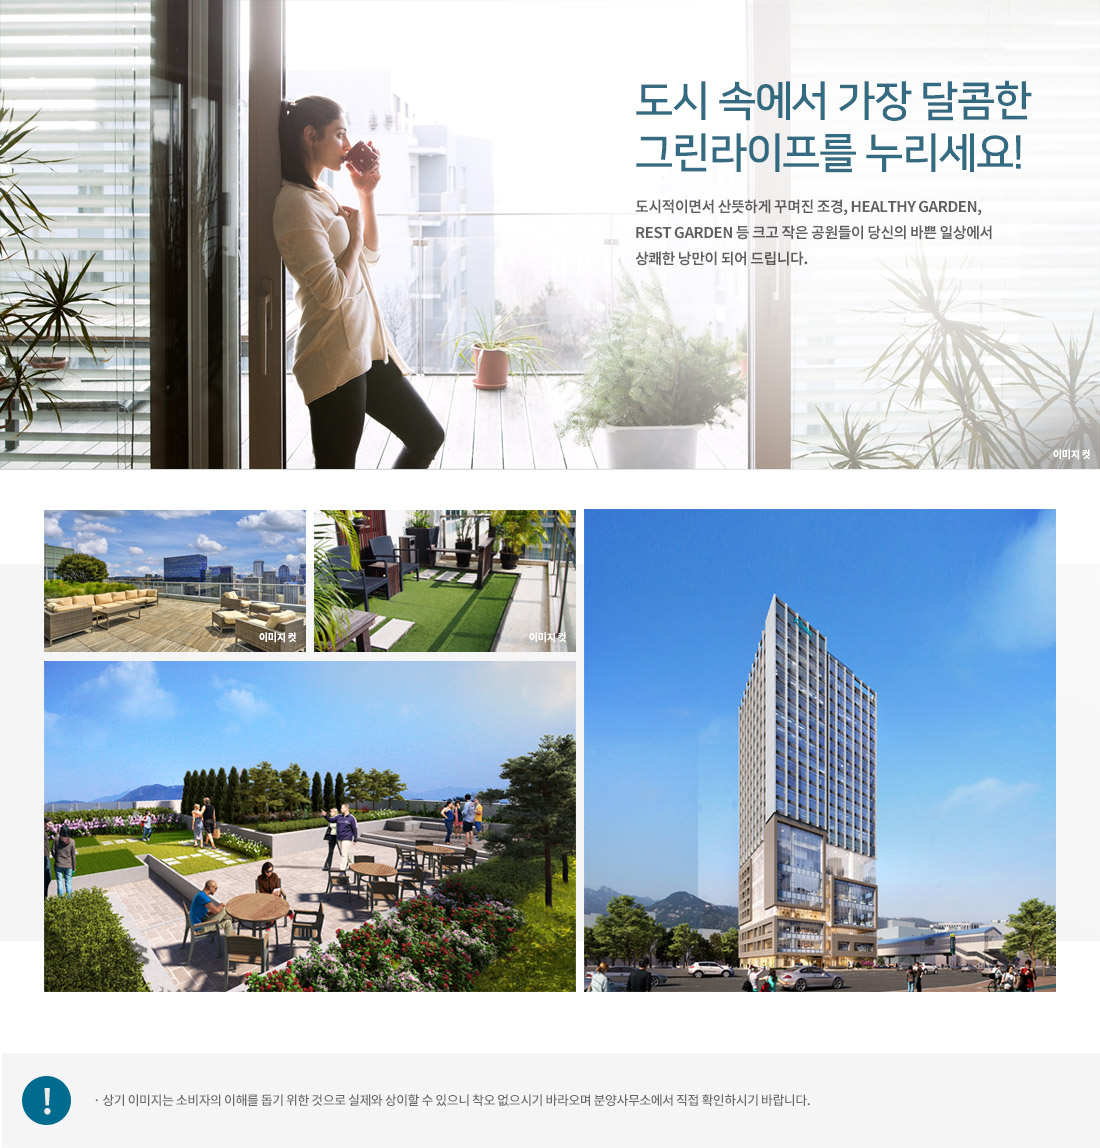 도시 속에서 가장 달콤한
그린라이프를 누리세요!
도시적이면서 산뜻하게 꾸며진 조경, HEALTHY GARDEN,
REST GARDEN 등 크고 작은 공원들이 당신의 바쁜 일상에서
상쾌한 낭만이 되어 드립니다.
이미지 컷
이미지 컷
이미지 컷
· 상기 이미지는 소비자의 이해를 돕기 위한 것으로 실제와 상이할 수 있으니 착오 없으시기 바라오며 분양사무소에서 직접 확인하시기 바랍니다.